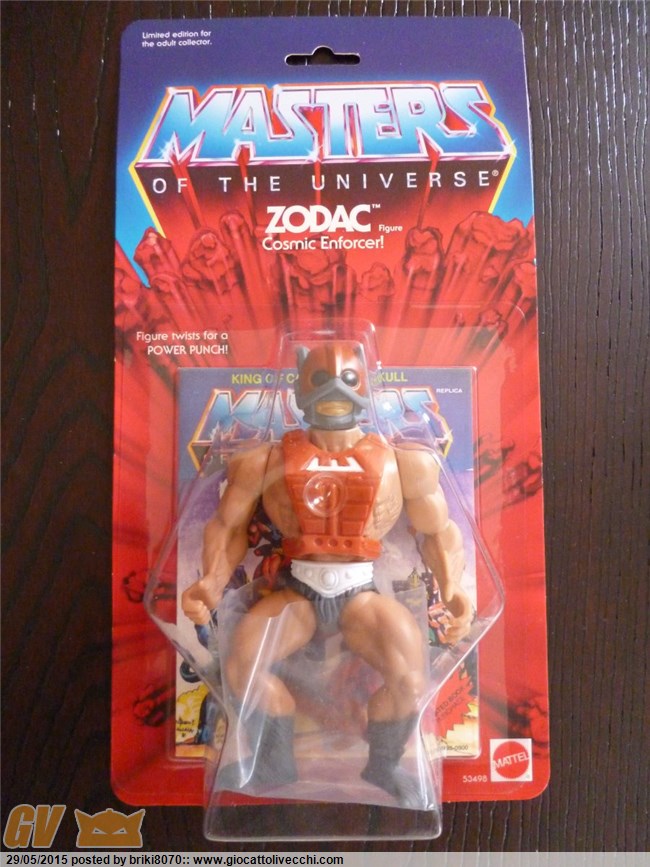 Limited edition for
the adult collector.
MASTERS
OF THE UNIVERSE®
ZODAC™ Figure
Cosmic Enforcer!
Figure twists for a
POWER PUNCH!
KING OF SKULL
MASTERS
REPLICA
53498
MATTEL
GV
29/05/2015 posted by briki8070:: www.giocattolivecchi.com